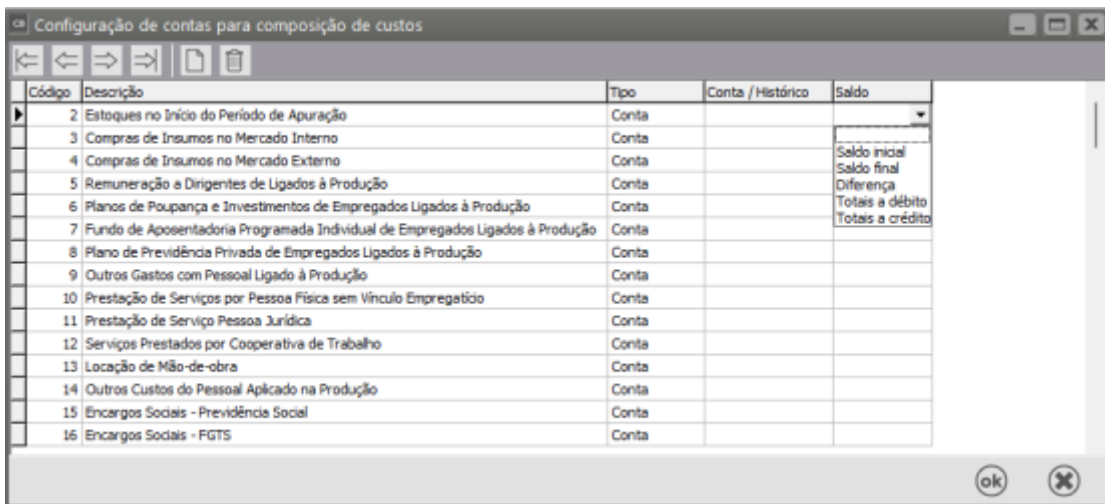 CB Configuração de contas para composição de custos
Código Descrição Tipo Conta / Histórico Saldo
2 Estoques no Início do Período de Apuração Conta
3 Compras de Insumos no Mercado Interno Conta
Saldo inicial
4 Compras de Insumos no Mercado Externo Conta
Saldo final
5 Remuneração a Dirigentes de Ligados à Produção Conta
Diferença
6 Planos de Poupança e Investimentos de Empregados Ligados à Produção Conta
Totais a débito
7 Fundo de Aposentadoria Programada Individual de Empregados Ligados à Produção Conta
Totais a crédito
8 Plano de Previdência Privada de Empregados Ligados à Produção Conta
9 Outros Gastos com Pessoal Ligado à Produção Conta
10 Prestação de Serviços por Pessoa Física sem Vínculo Empregatício Conta
11 Prestação de Serviço Pessoa Jurídica Conta
12 Serviços Prestados por Cooperativa de Trabalho Conta
13 Locação de Mão-de-obra Conta
14 Outros Custos do Pessoal Aplicado na Produção Conta
15 Encargos Sociais - Previdência Social Conta
16 Encargos Sociais - FGTS Conta
ok